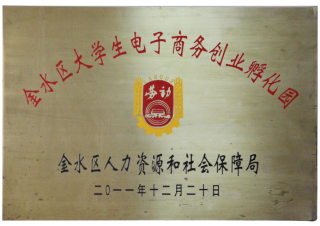 金水区大学生电子商务创业孵化园
劳动
金水区人力资源和社会保障局
二〇一一年十二月二十日